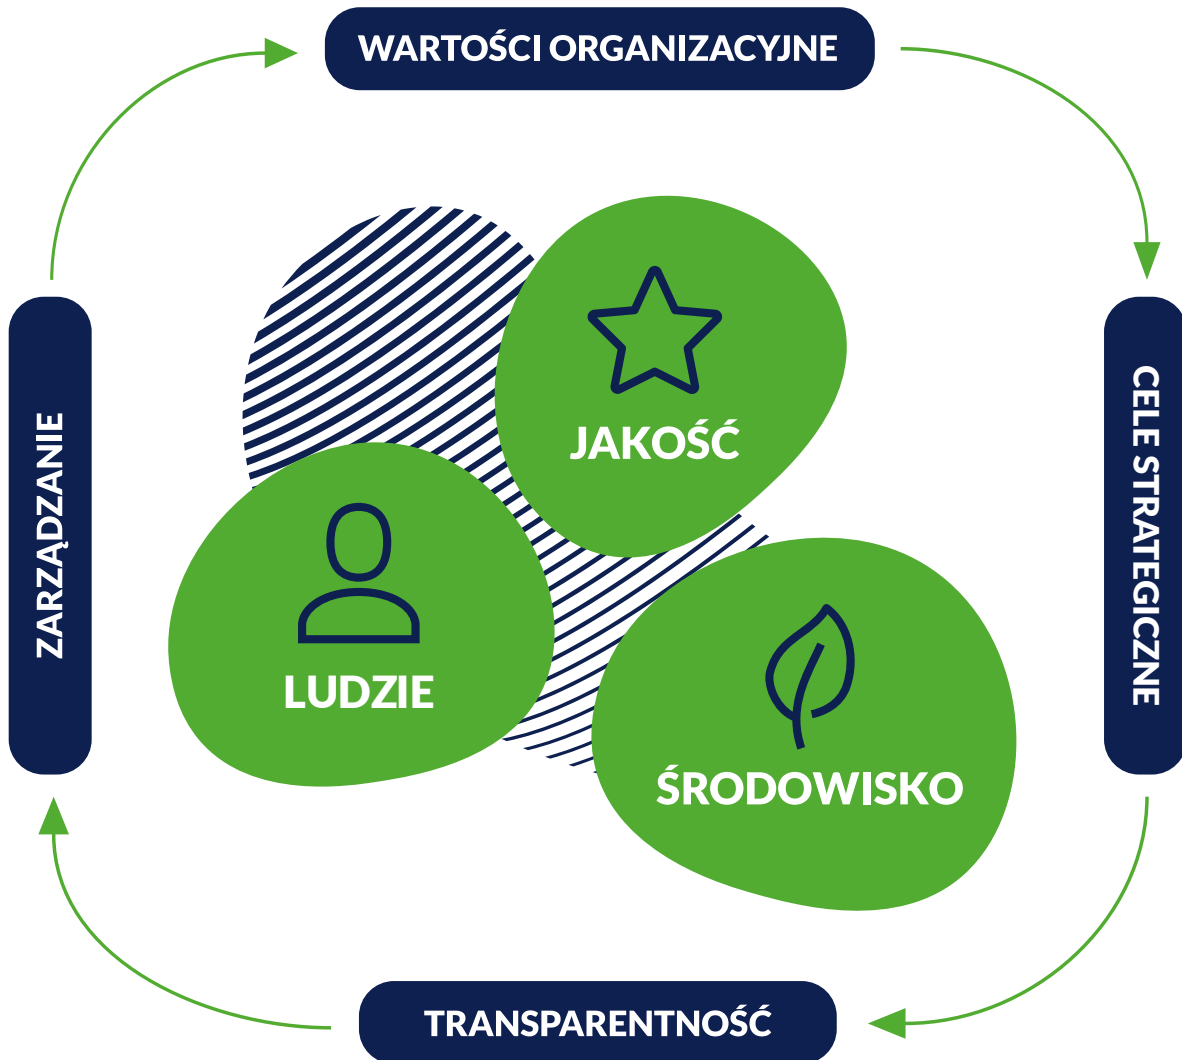 WARTOŚCI ORGANIZACYJNE
ZARZĄDZANIE
JAKOŚĆ
CELE STRATEGICZNE
LUDZIE
ŚRODOWISKO
TRANSPARENTNOŚĆ